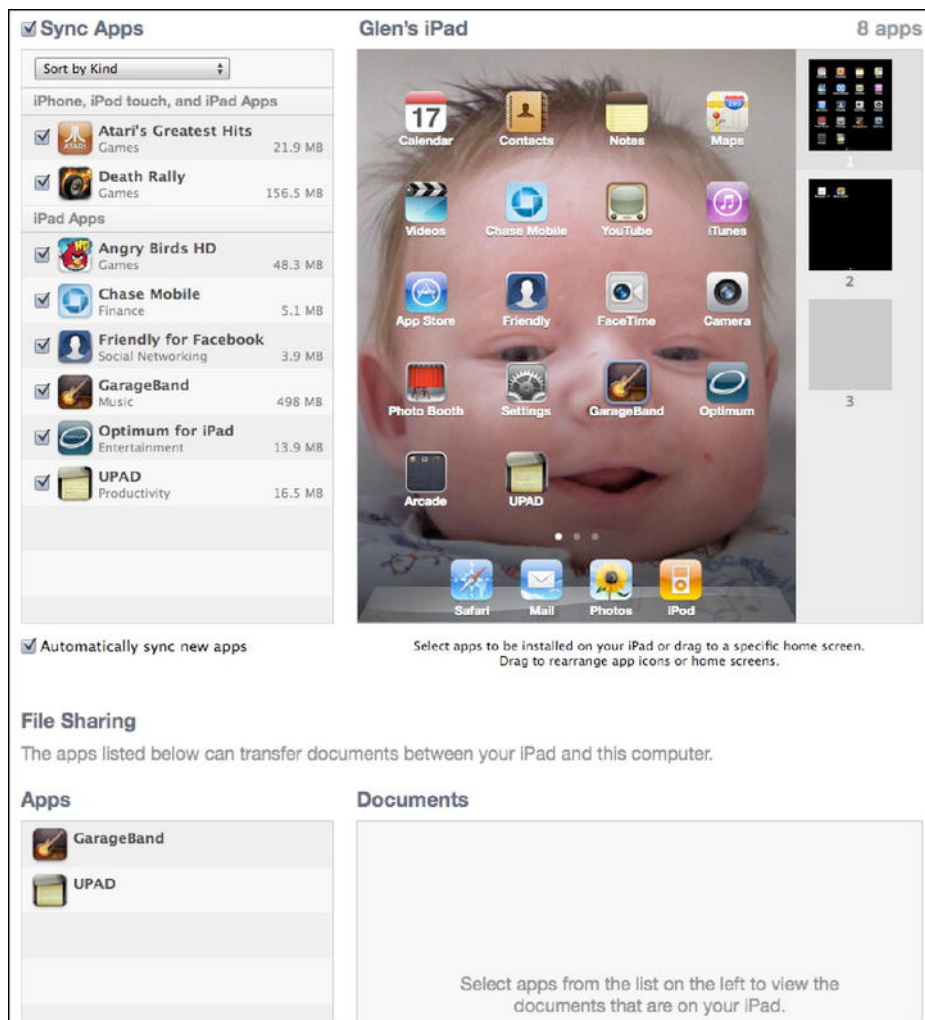 Sync Apps
Glen's iPad
8 apps
Sort by Kind
iPhone, iPod touch, and iPad Apps
Atari's Greatest Hits
Games
21.9 MB
Death Rally
Games
156.5 MB
iPad Apps
Angry Birds HD
Games
48.3 MB
Chase Mobile
Finance
5.1 MB
Friendly for Facebook
Social Networking
3.9 MB
GarageBand
Music
498 MB
Optimum for iPad
Entertainment
13.9 MB
UPAD
Productivity
16.5 MB
ATARI
HD
17
280
Calendar
Contacts
Notes
Maps
Videos
Chase Mobile
YouTube
iTunes
App Store
Friendly
FaceTime
Camera
Photo Booth
Settings
GarageBand
Optimum
Arcade
UPAD
Safari
Mail
Photos
iPod
1
2
3
Automatically sync new apps
Select apps to be installed on your iPad or drag to a specific home screen.
Drag to rearrange app icons or home screens.
File Sharing
The apps listed below can transfer documents between your iPad and this computer.
Apps
Documents
GarageBand
UPAD
Select apps from the list on the left to view the
documents that are on your iPad.